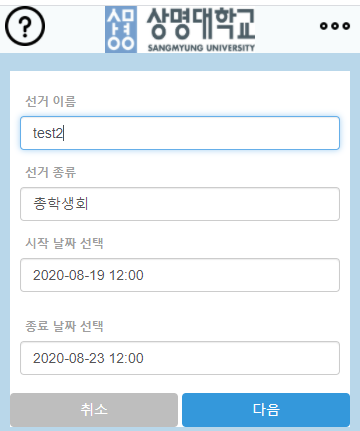 ?
상명 상명대학교
SANGMYUNG UNIVERSITY
선거 이름
test2
선거 종류
총학생회
시작 날짜 선택
2020-08-19 12:00
종료 날짜 선택
2020-08-23 12:00
취소 다음